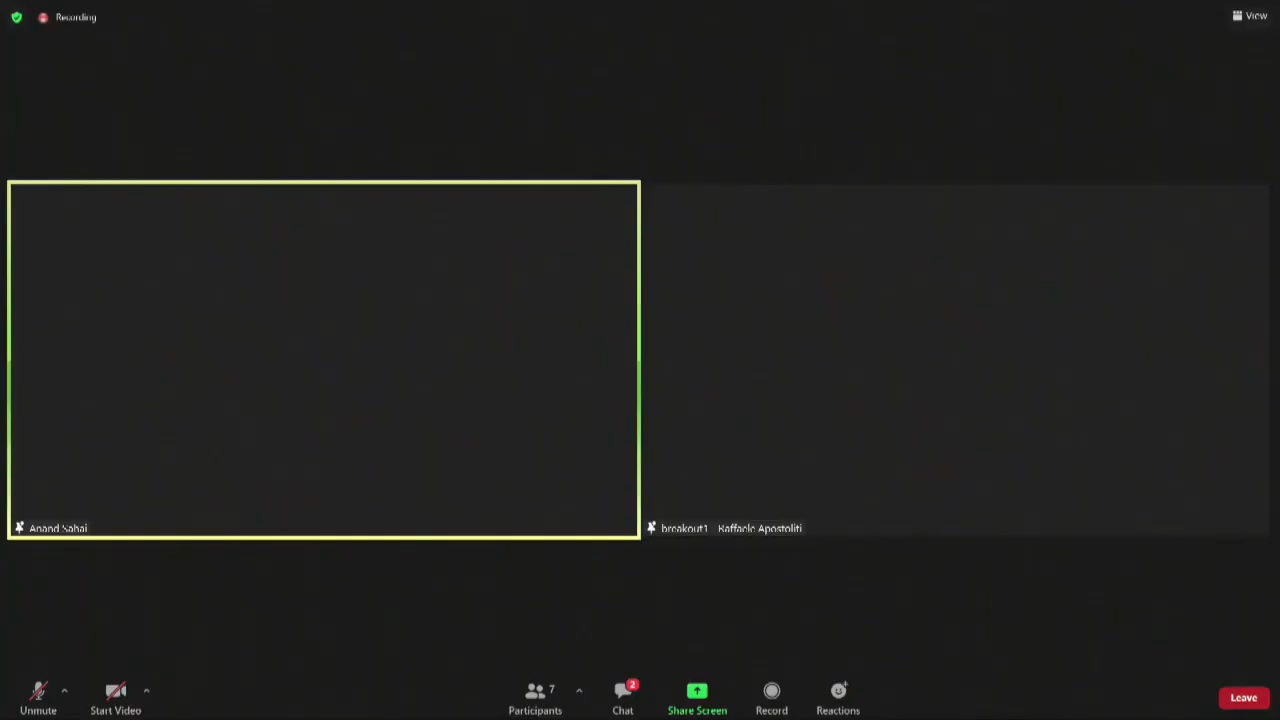 Recording
View
Anand Sahai
breakout1 - Raffaele Apostoliti
7
2
Unmute
Start Video
Participants
Chat
Share Screen
Record
Reactions
Leave